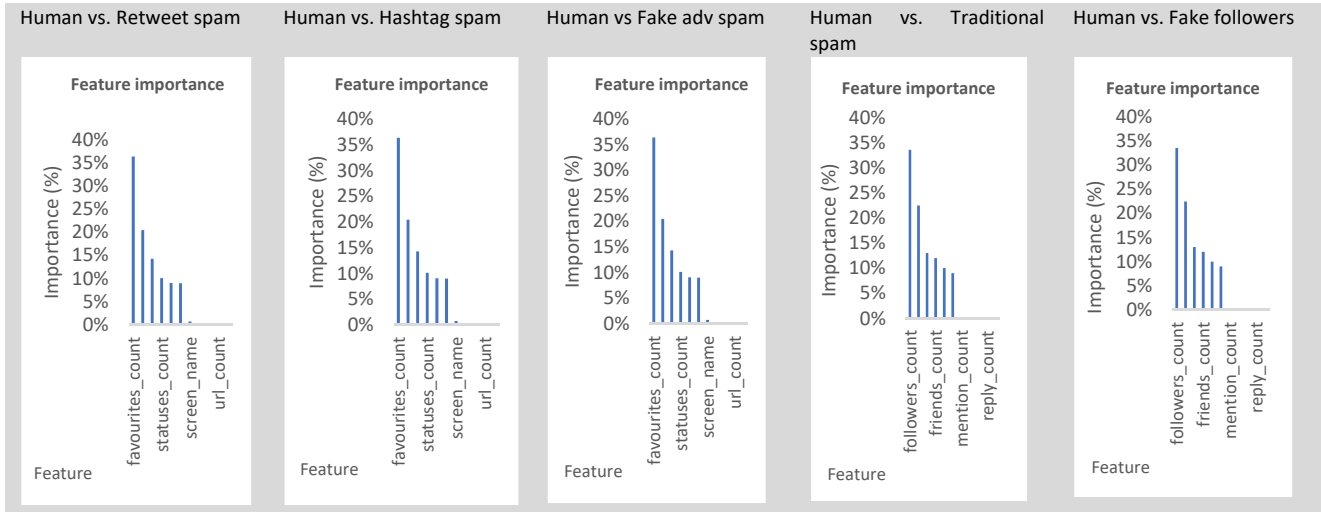 Human vs. Retweet spam
Feature importance
Importance (%)
40%
35%
30%
25%
20%
15%
10%
5%
0%
favourites_count
statuses_count
screen_name
url_count
Feature
Human vs. Hashtag spam
Feature importance
Importance (%)
40%
35%
30%
25%
20%
15%
10%
5%
0%
favourites_count
statuses_count
screen_name
url_count
Feature
Human vs Fake adv spam
Feature importance
Importance (%)
40%
35%
30%
25%
20%
15%
10%
5%
0%
favourites_count
statuses_count
screen_name
url_count
Feature
Human vs. Traditional
spam
Feature importance
Importance (%)
40%
35%
30%
25%
20%
15%
10%
5%
0%
followers_count
friends_count
mention_count
reply_count
Feature
Human vs. Fake followers
Feature importance
Importance (%)
40%
35%
30%
25%
20%
15%
10%
5%
0%
followers_count
friends_count
mention_count
reply_count
Feature